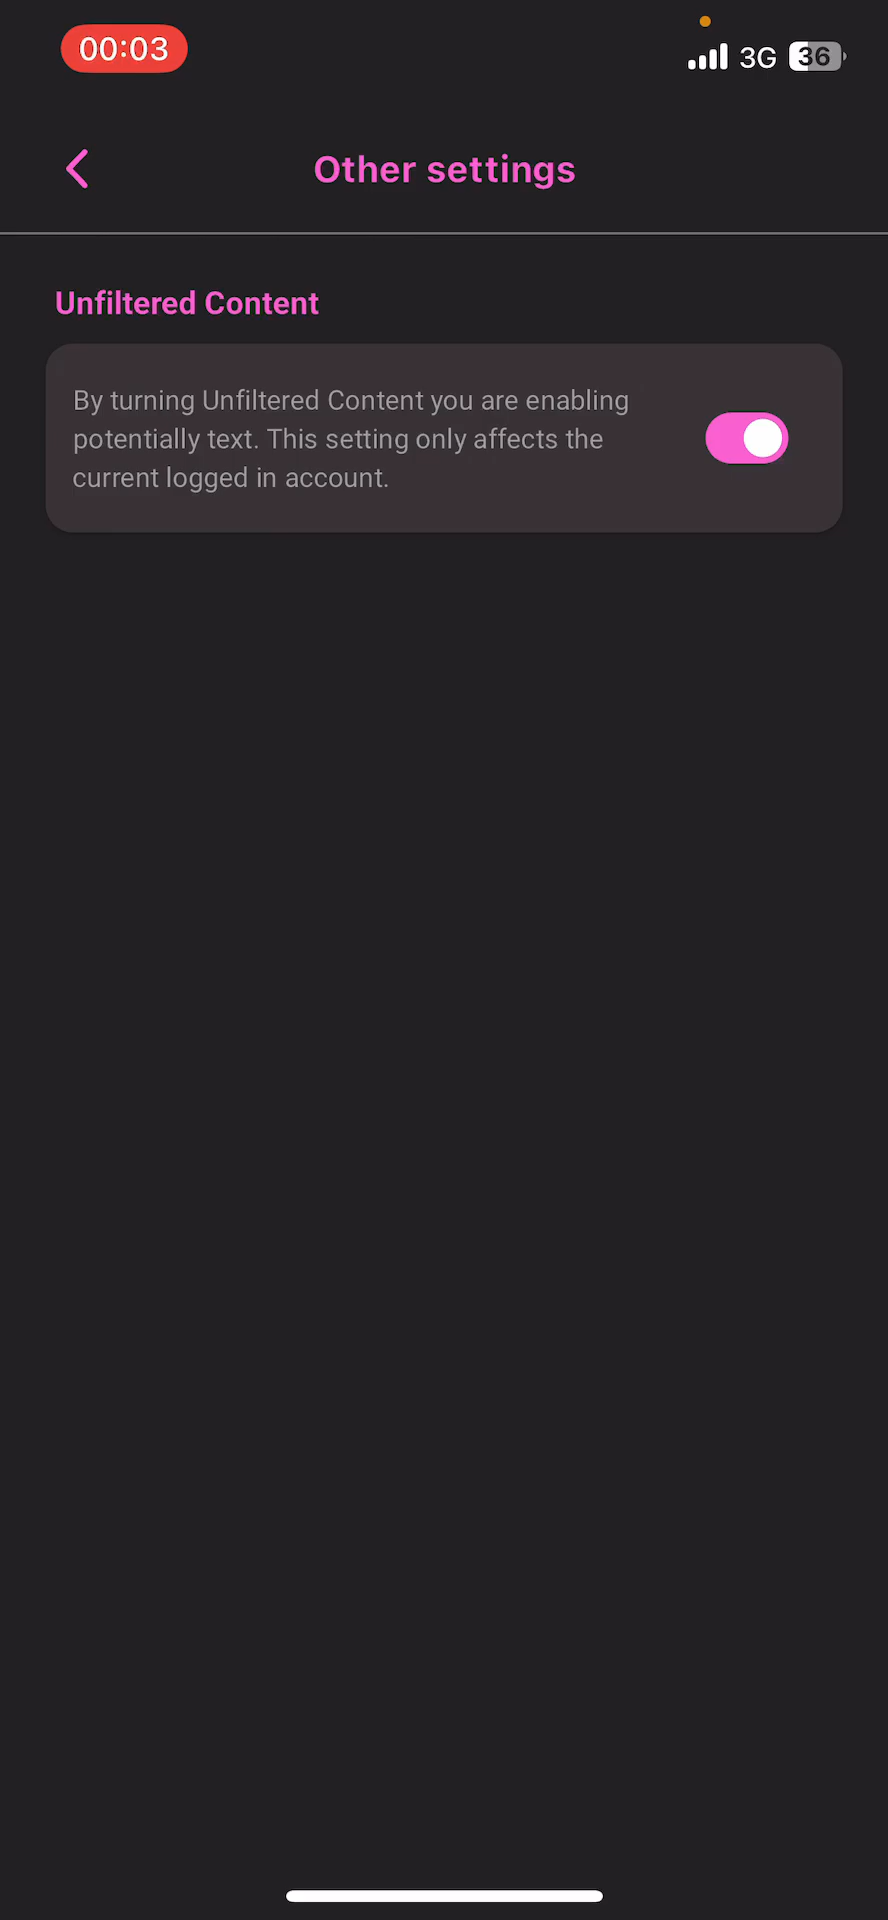 00:03
3G 36
Other settings
Unfiltered Content
By turning Unfiltered Content you are enabling
potentially text. This setting only affects the
current logged in account.